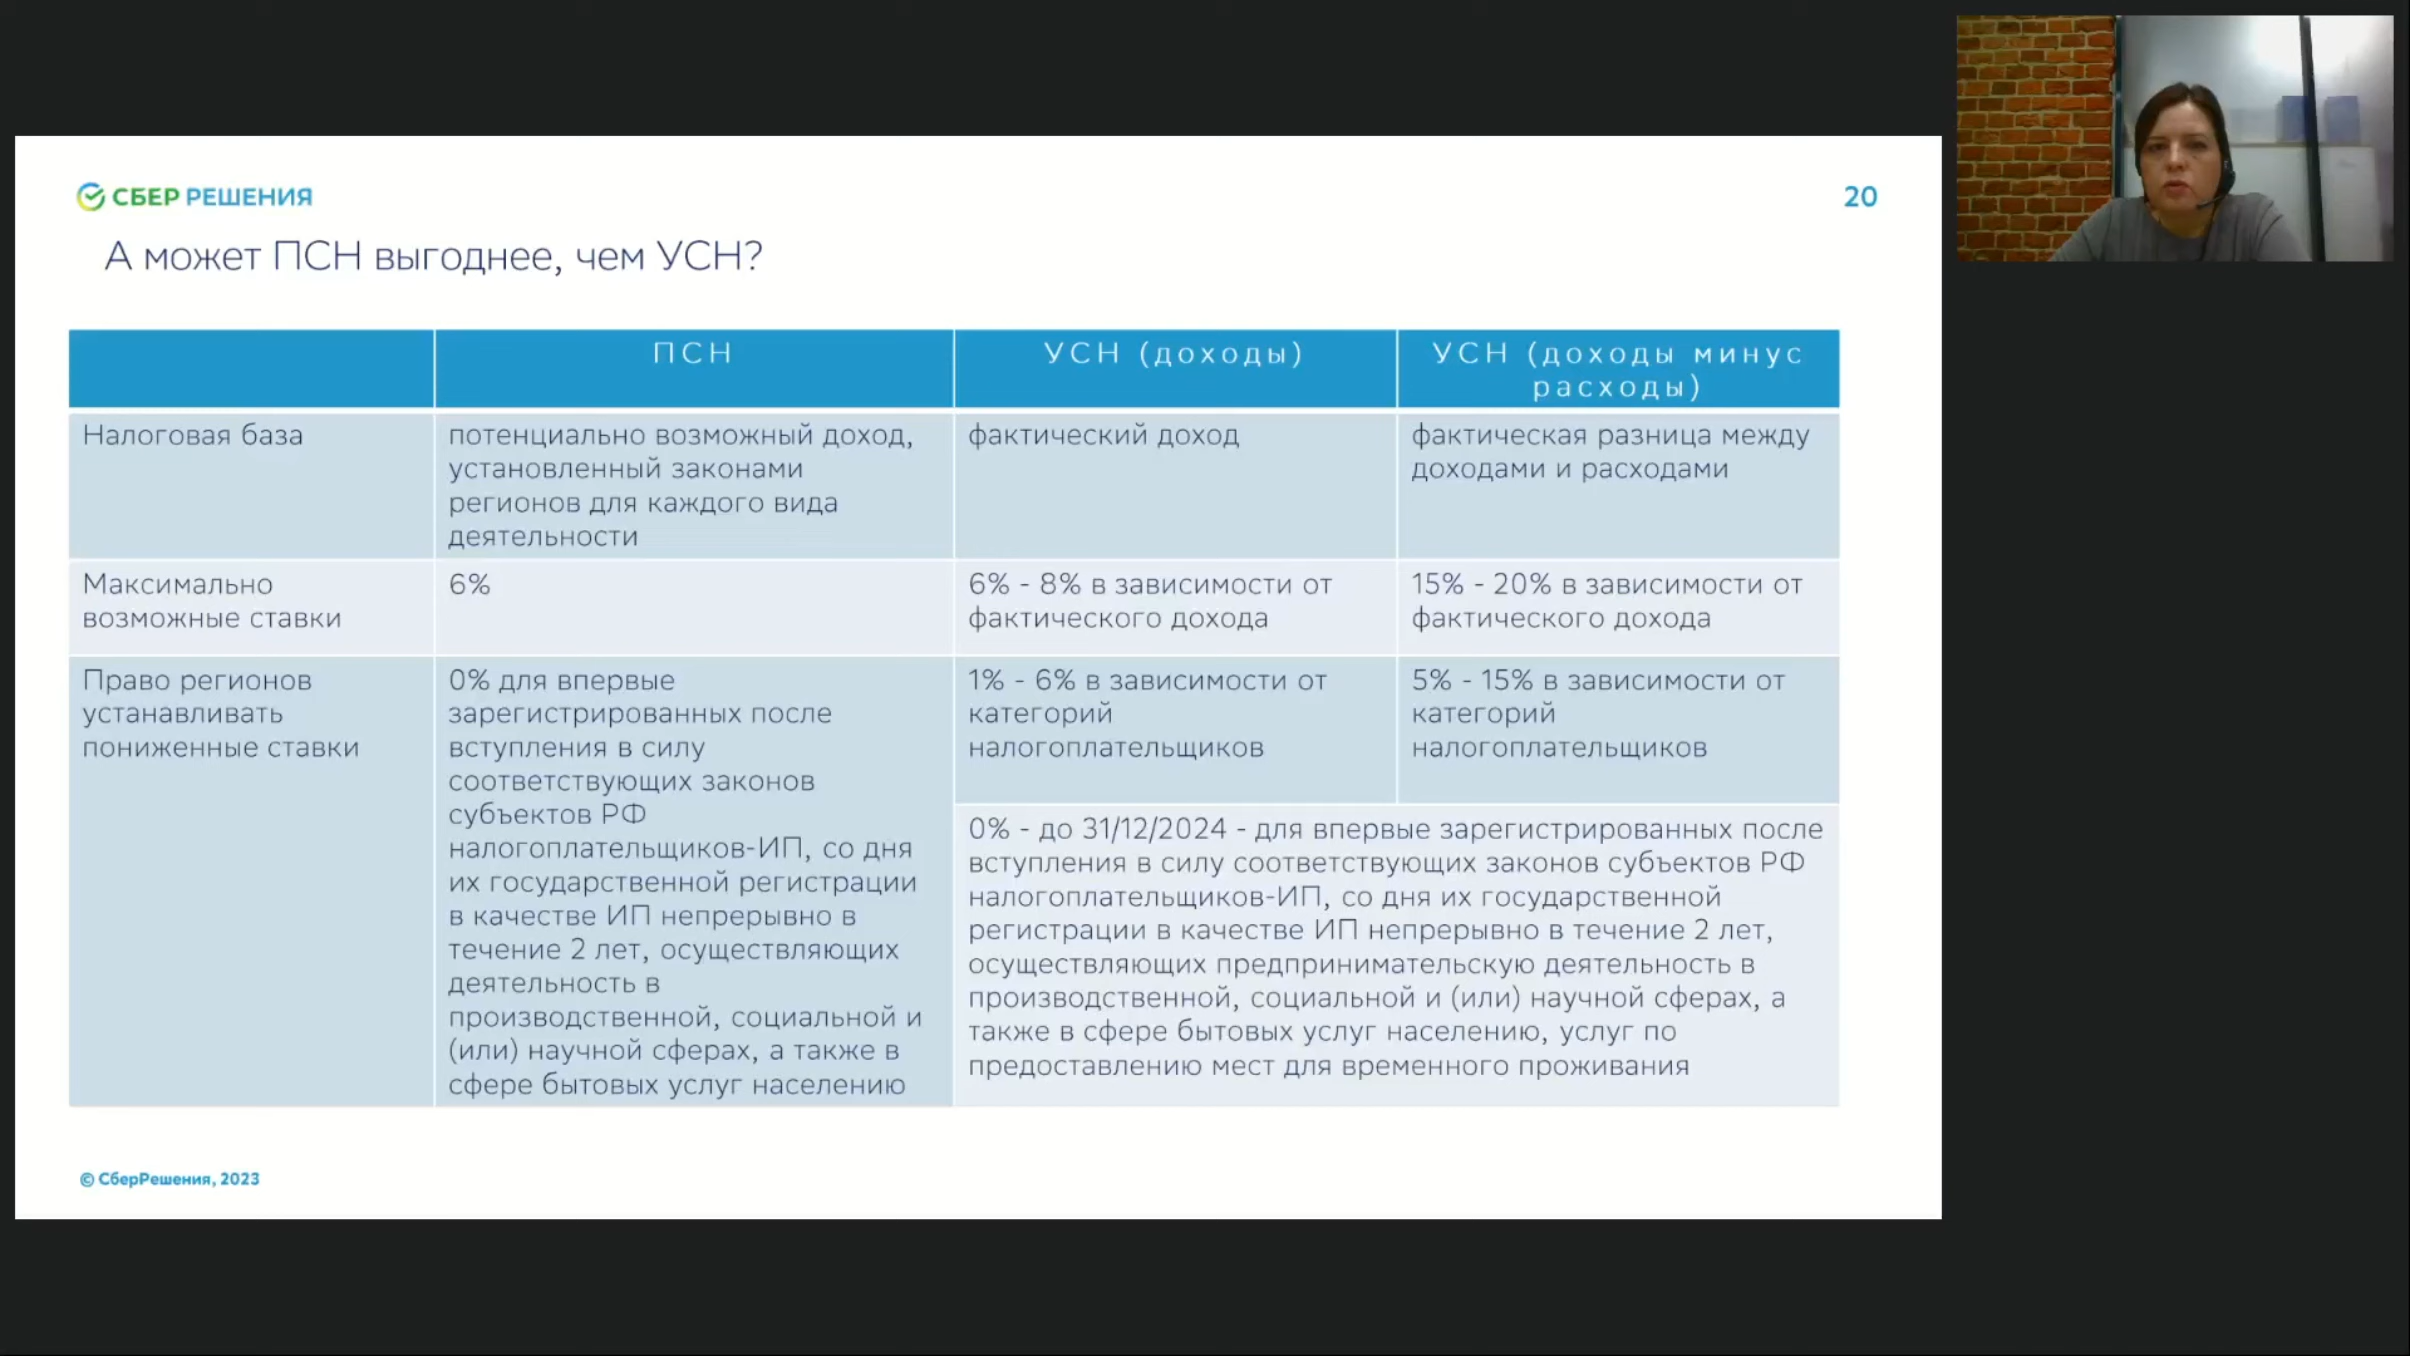 СБЕР РЕШЕНИЯ
20
А может ПСН выгоднее, чем УСН?
ПСН
УСН (доходы)
УСН (доходы минус
расходы)
Налоговая база
потенциально возможный доход,
установленный законами
регионов для каждого вида
деятельности
фактический доход
фактическая разница между
доходами и расходами
Максимально
возможные ставки
6%
6% - 8% в зависимости от
фактического дохода
15% - 20% в зависимости от
фактического дохода
Право регионов
устанавливать
пониженные ставки
0% для впервые
зарегистрированных после
вступления в силу
соответствующих законов
субъектов РФ
налогоплательщиков-ИП, со дня
их государственной регистрации
в качестве ИП непрерывно в
течение 2 лет, осуществляющих
деятельность в
производственной, социальной и
(или) научной сферах, а также в
сфере бытовых услуг населению
1% - 6% в зависимости от
категорий
налогоплательщиков
5% - 15% в зависимости от
категорий
налогоплательщиков
0% - до 31/12/2024 - для впервые зарегистрированных после
вступления в силу соответствующих законов субъектов РФ
налогоплательщиков-ИП, со дня их государственной
регистрации в качестве ИП непрерывно в течение 2 лет,
осуществляющих предпринимательскую деятельность в
производственной, социальной и (или) научной сферах, а
также в сфере бытовых услуг населению, услуг по
предоставлению мест для временного проживания
© СберРешения, 2023